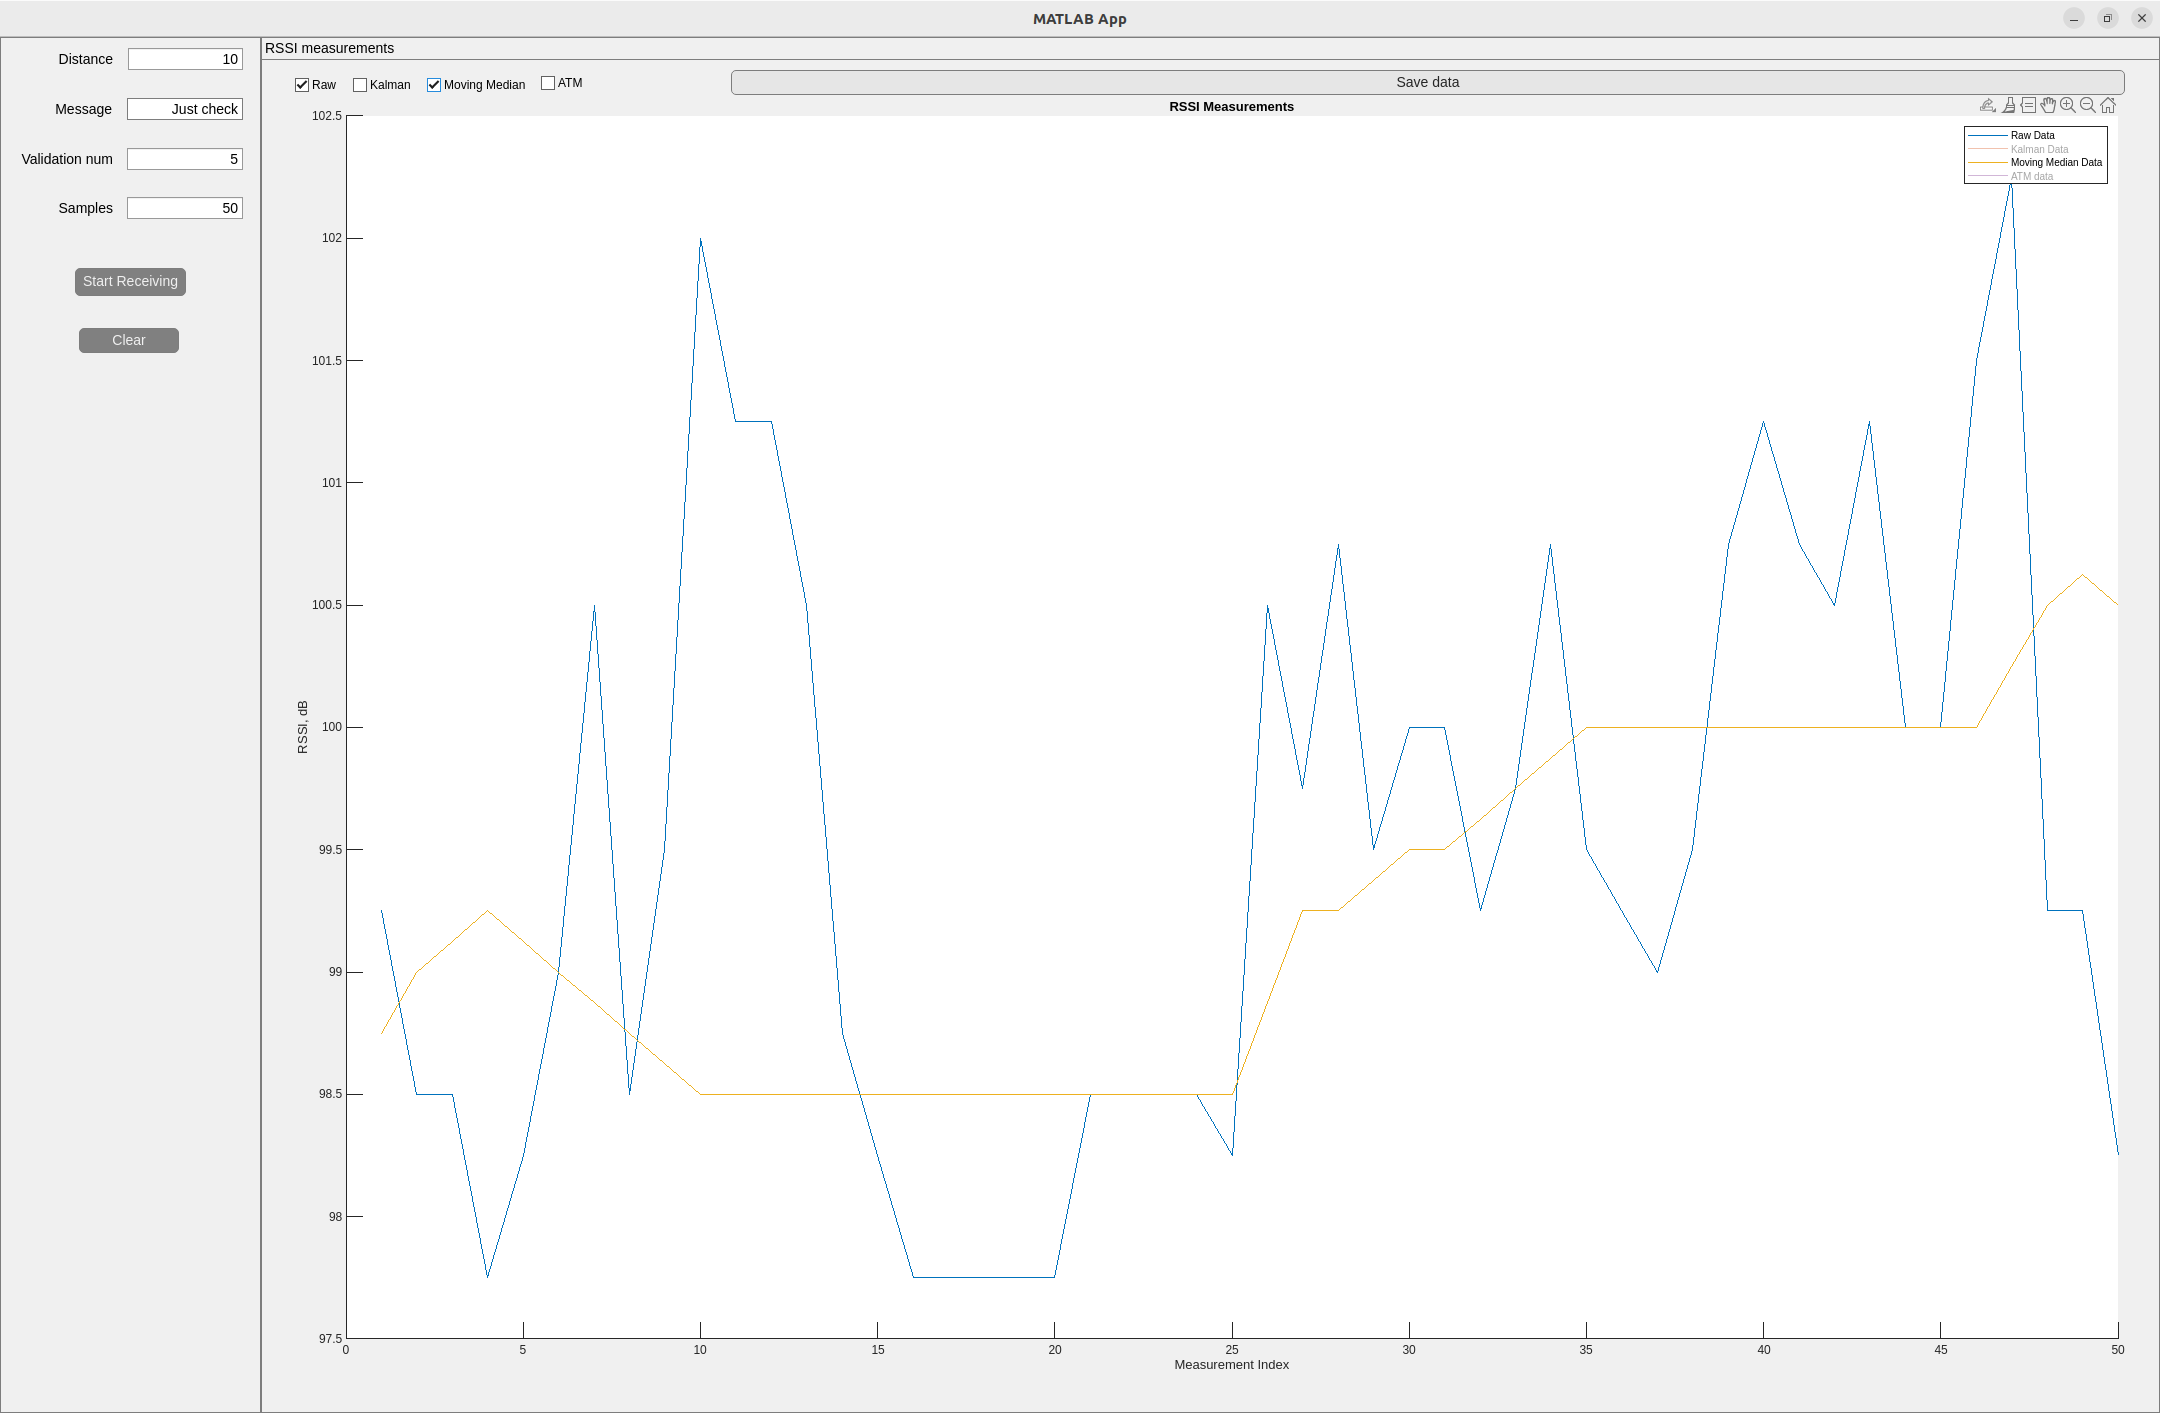 MATLAB App
Distance 10
Message Just check
Validation num 5
Samples 50
Start Receiving
Clear
RSSI measurements
Raw Kalman Moving Median ATM
Save data
RSSI Measurements
Raw Data
Kalman Data
Moving Median Data
ATM data
102.5
102
101.5
101
100.5
100
99.5
99
98.5
98
97.5
RSSI, dB
0 5 10 15 20 25 30 35 40 45 50
Measurement Index